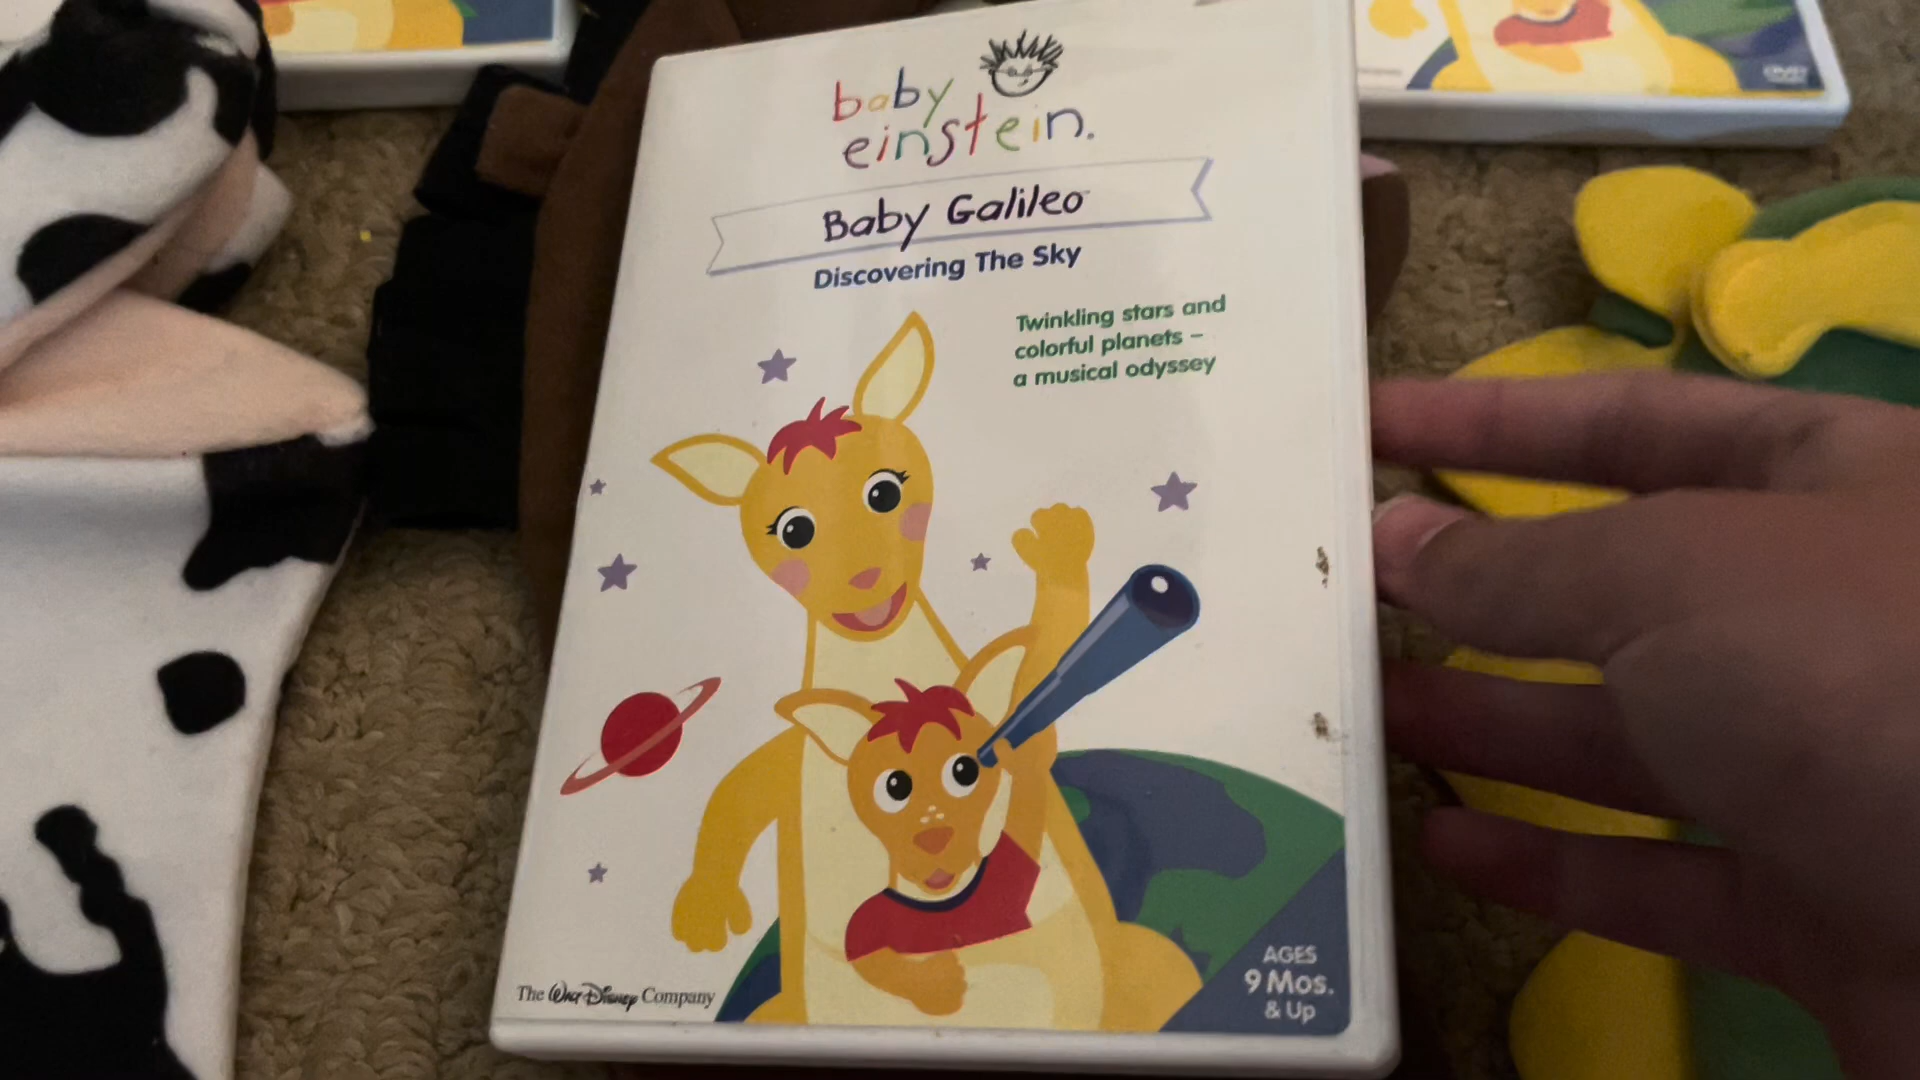 baby
einstein.
Baby Galileo
Discovering The Sky
Twinkling stars and
colorful planets –
a musical odyssey
The Walt Disney Company
AGES
9 Mos.
& Up
DVD